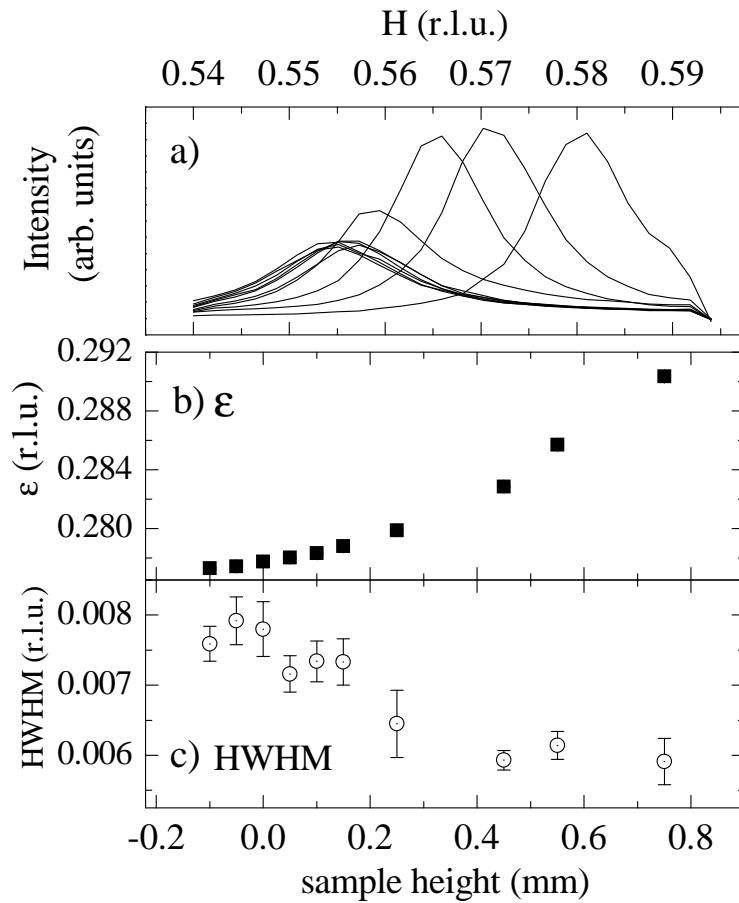 H (r.l.u.)
0.54 0.55 0.56 0.57 0.58 0.59
Intensity
(arb. units)
a)
0.292
0.288
0.284
0.280
ε (r.l.u.)
b) ε
0.008
0.007
0.006
HWHM (r.l.u.)
c) HWHM
-0.2 0.0 0.2 0.4 0.6 0.8
sample height (mm)